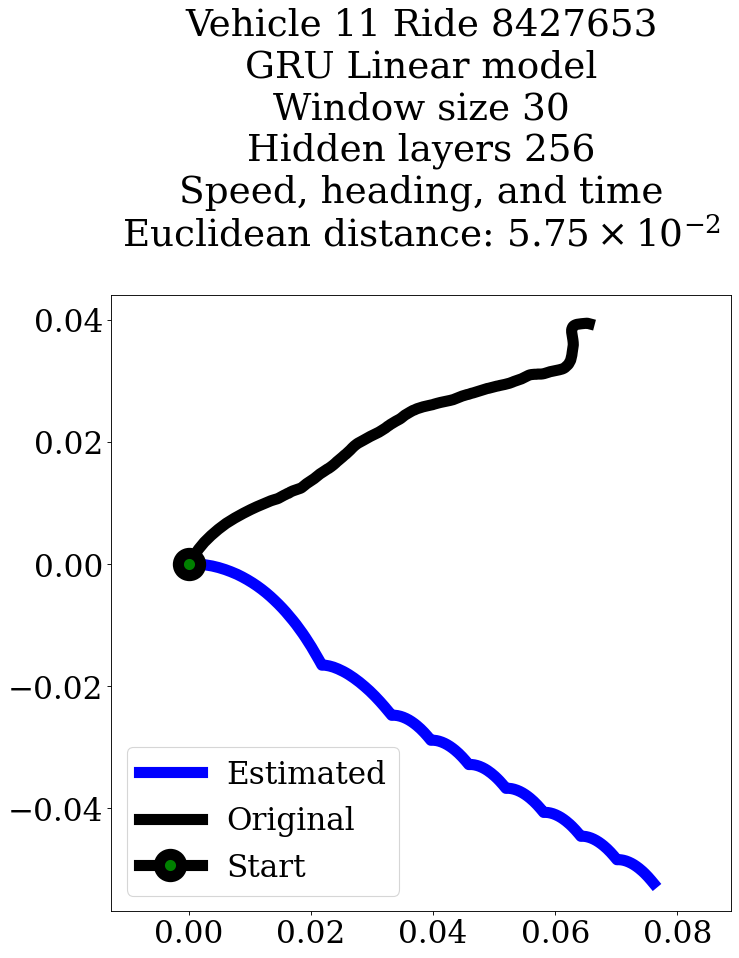 Vehicle 11 Ride 8427653
GRU Linear model
Window size 30
Hidden layers 256
Speed, heading, and time
Euclidean distance: 5.75 × 10⁻²
0.04
0.02
0.00
−0.02
−0.04
Estimated
Original
Start
0.00 0.02 0.04 0.06 0.08